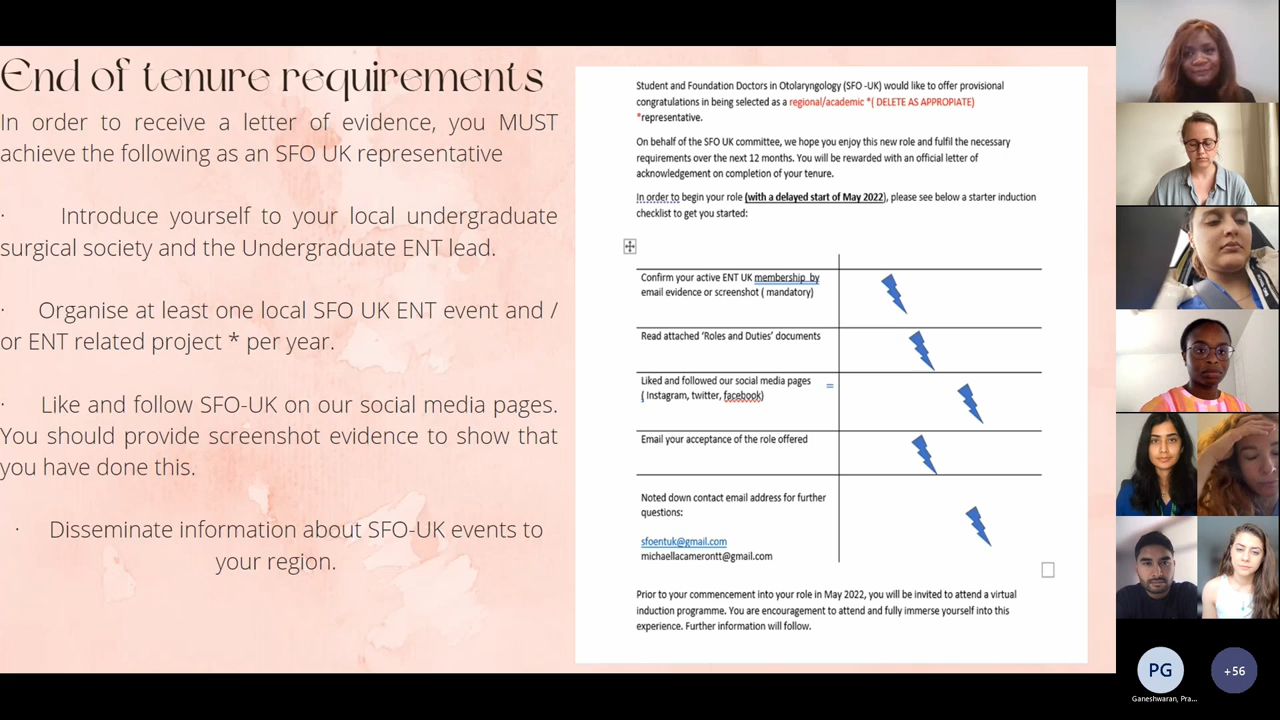 End of tenure requirements
In order to receive a letter of evidence, you MUST
achieve the following as an SFO UK representative
· Introduce yourself to your local undergraduate
surgical society and the Undergraduate ENT lead.
· Organise at least one local SFO UK ENT event and /
or ENT related project * per year.
· Like and follow SFO-UK on our social media pages.
You should provide screenshot evidence to show that
you have done this.
· Disseminate information about SFO-UK events to
your region.
Student and Foundation Doctors in Otolaryngology (SFO -UK) would like to offer provisional
congratulations in being selected as a regional/academic *( DELETE AS APPROPIATE)
*representative.
On behalf of the SFO UK committee, we hope you enjoy this new role and fulfil the necessary
requirements over the next 12 months. You will be rewarded with an official letter of
acknowledgement on completion of your tenure.
In order to begin your role (with a delayed start of May 2022), please see below a starter induction
checklist to get you started:
Confirm your active ENT UK membership by
email evidence or screenshot ( mandatory)
Read attached ‘Roles and Duties’ documents
Liked and followed our social media pages
( Instagram, twitter, facebook)
Email your acceptance of the role offered
Noted down contact email address for further
questions:
sfoentuk@gmail.com
michaellacamerontt@gmail.com
Prior to your commencement into your role in May 2022, you will be invited to attend a virtual
induction programme. You are encouragement to attend and fully immerse yourself into this
experience. Further information will follow.
PG
+56
Ganeshwaran, Pra...